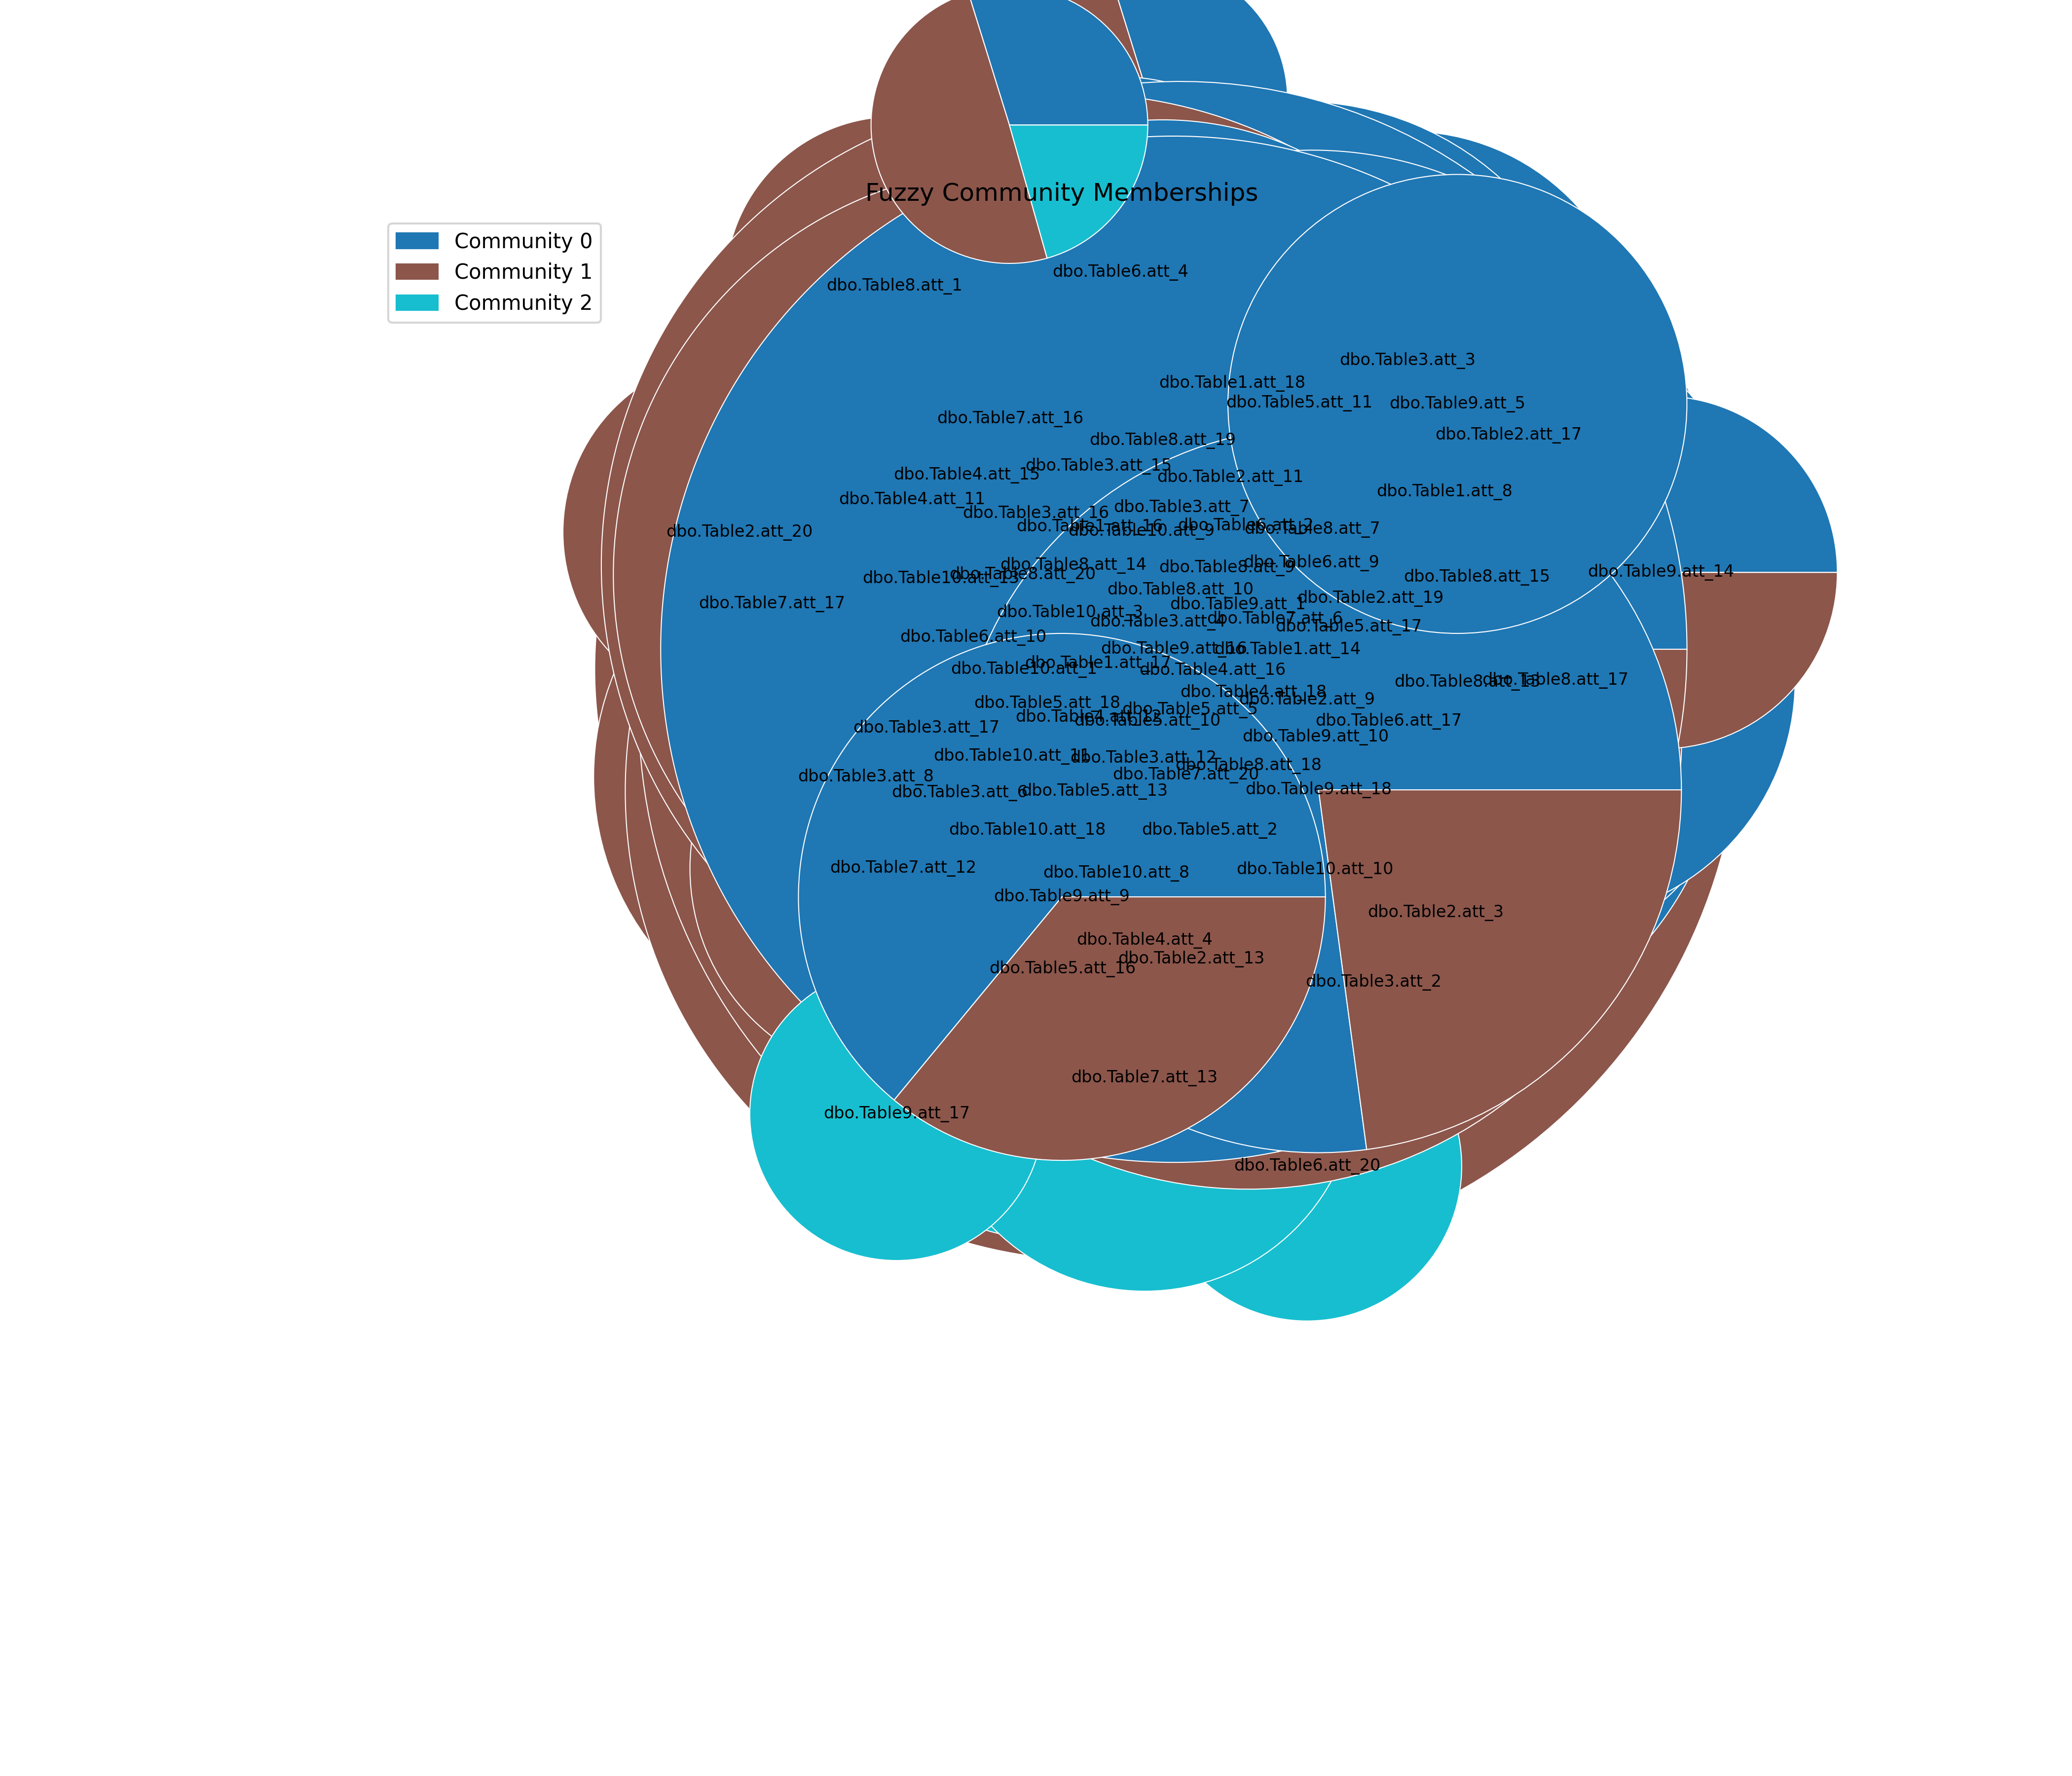 Fuzzy Community Memberships
Community 0
Community 1
Community 2
dbo.Table6.att_4
dbo.Table8.att_1
dbo.Table3.att_3
dbo.Table1.att_18
dbo.Table5.att_11
dbo.Table9.att_5
dbo.Table7.att_16
dbo.Table2.att_17
dbo.Table8.att_19
dbo.Table3.att_15
dbo.Table4.att_15
dbo.Table2.att_11
dbo.Table1.att_8
dbo.Table4.att_11
dbo.Table3.att_7
dbo.Table3.att_16
dbo.Table1.att_16
dbo.Table6.att_2
dbo.Table8.att_7
dbo.Table10.att_9
dbo.Table2.att_20
dbo.Table6.att_9
dbo.Table8.att_14
dbo.Table8.att_9
dbo.Table9.att_14
dbo.Table8.att_20
dbo.Table8.att_15
dbo.Table10.att_13
dbo.Table8.att_10
dbo.Table2.att_19
dbo.Table7.att_17
dbo.Table9.att_1
dbo.Table10.att_3
dbo.Table7.att_6
dbo.Table3.att_4
dbo.Table5.att_17
dbo.Table6.att_10
dbo.Table9.att_16
dbo.Table1.att_14
dbo.Table1.att_17
dbo.Table10.att_1
dbo.Table4.att_16
dbo.Table8.att_17
dbo.Table4.att_18
dbo.Table2.att_9
dbo.Table5.att_18
dbo.Table5.att_5
dbo.Table5.att_10
dbo.Table6.att_17
dbo.Table3.att_17
dbo.Table9.att_10
dbo.Table10.att_11
dbo.Table3.att_12
dbo.Table8.att_18
dbo.Table7.att_20
dbo.Table3.att_8
dbo.Table9.att_18
dbo.Table5.att_13
dbo.Table3.att_6
dbo.Table10.att_18
dbo.Table5.att_2
dbo.Table7.att_12
dbo.Table10.att_10
dbo.Table10.att_8
dbo.Table9.att_9
dbo.Table2.att_3
dbo.Table4.att_4
dbo.Table2.att_13
dbo.Table5.att_16
dbo.Table3.att_2
dbo.Table7.att_13
dbo.Table9.att_17
dbo.Table6.att_20